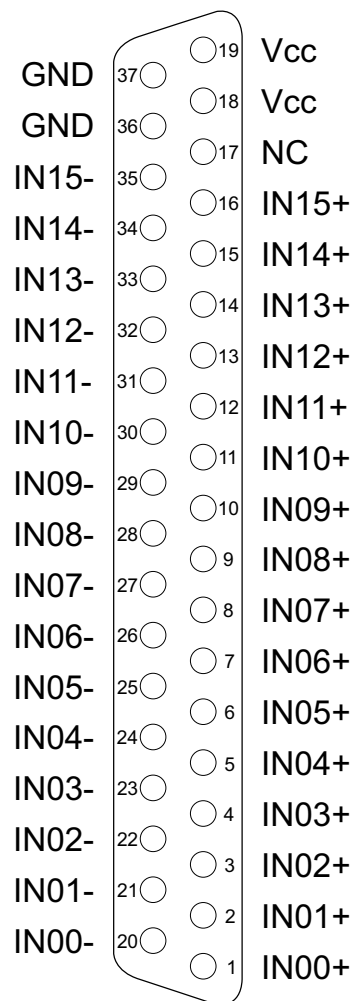 19 Vcc
GND 37
18 Vcc
GND 36
17 NC
IN15- 35
16 IN15+
IN14- 34
15 IN14+
IN13- 33
14 IN13+
IN12- 32
13 IN12+
IN11- 31
12 IN11+
IN10- 30
11 IN10+
IN09- 29
10 IN09+
IN08- 28
9 IN08+
IN07- 27
8 IN07+
IN06- 26
7 IN06+
IN05- 25
6 IN05+
IN04- 24
5 IN04+
IN03- 23
4 IN03+
IN02- 22
3 IN02+
IN01- 21
2 IN01+
IN00- 20
1 IN00+